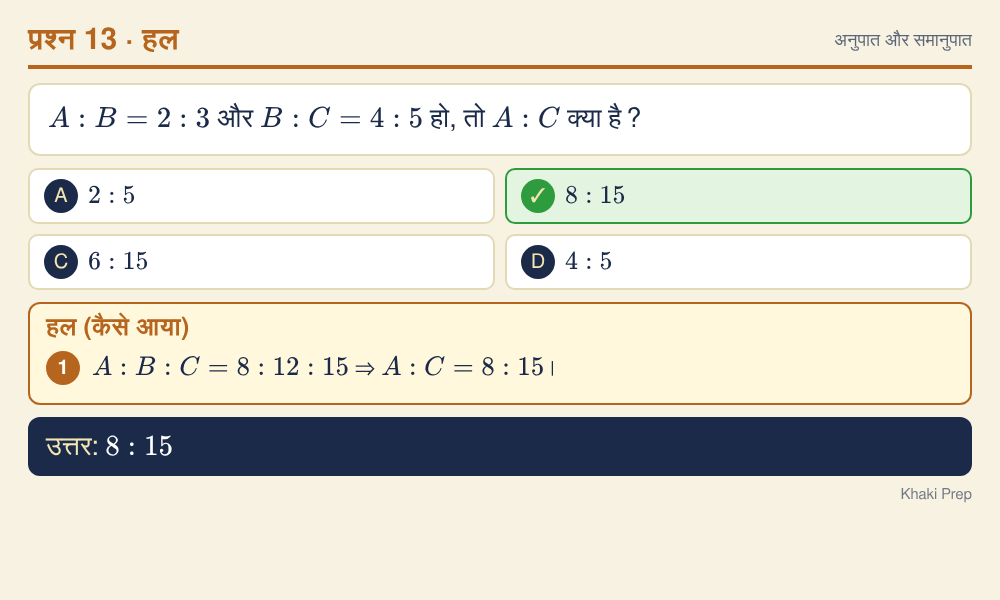 प्रश्न 13 · हल
अनुपात और समानुपात
A : B = 2 : 3 और B : C = 4 : 5 हो, तो A : C क्या है ?
A 2 : 5
✓ 8 : 15
C 6 : 15
D 4 : 5
हल (कैसे आया)
1 A : B : C = 8 : 12 : 15 ⇒ A : C = 8 : 15।
उत्तर: 8 : 15
Khaki Prep